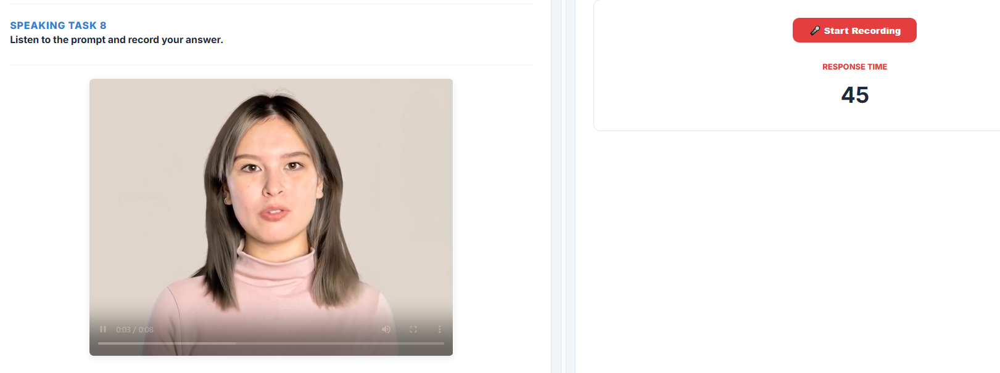 SPEAKING TASK 8
Listen to the prompt and record your answer.
0:03 / 0:08
🎤 Start Recording
RESPONSE TIME
45